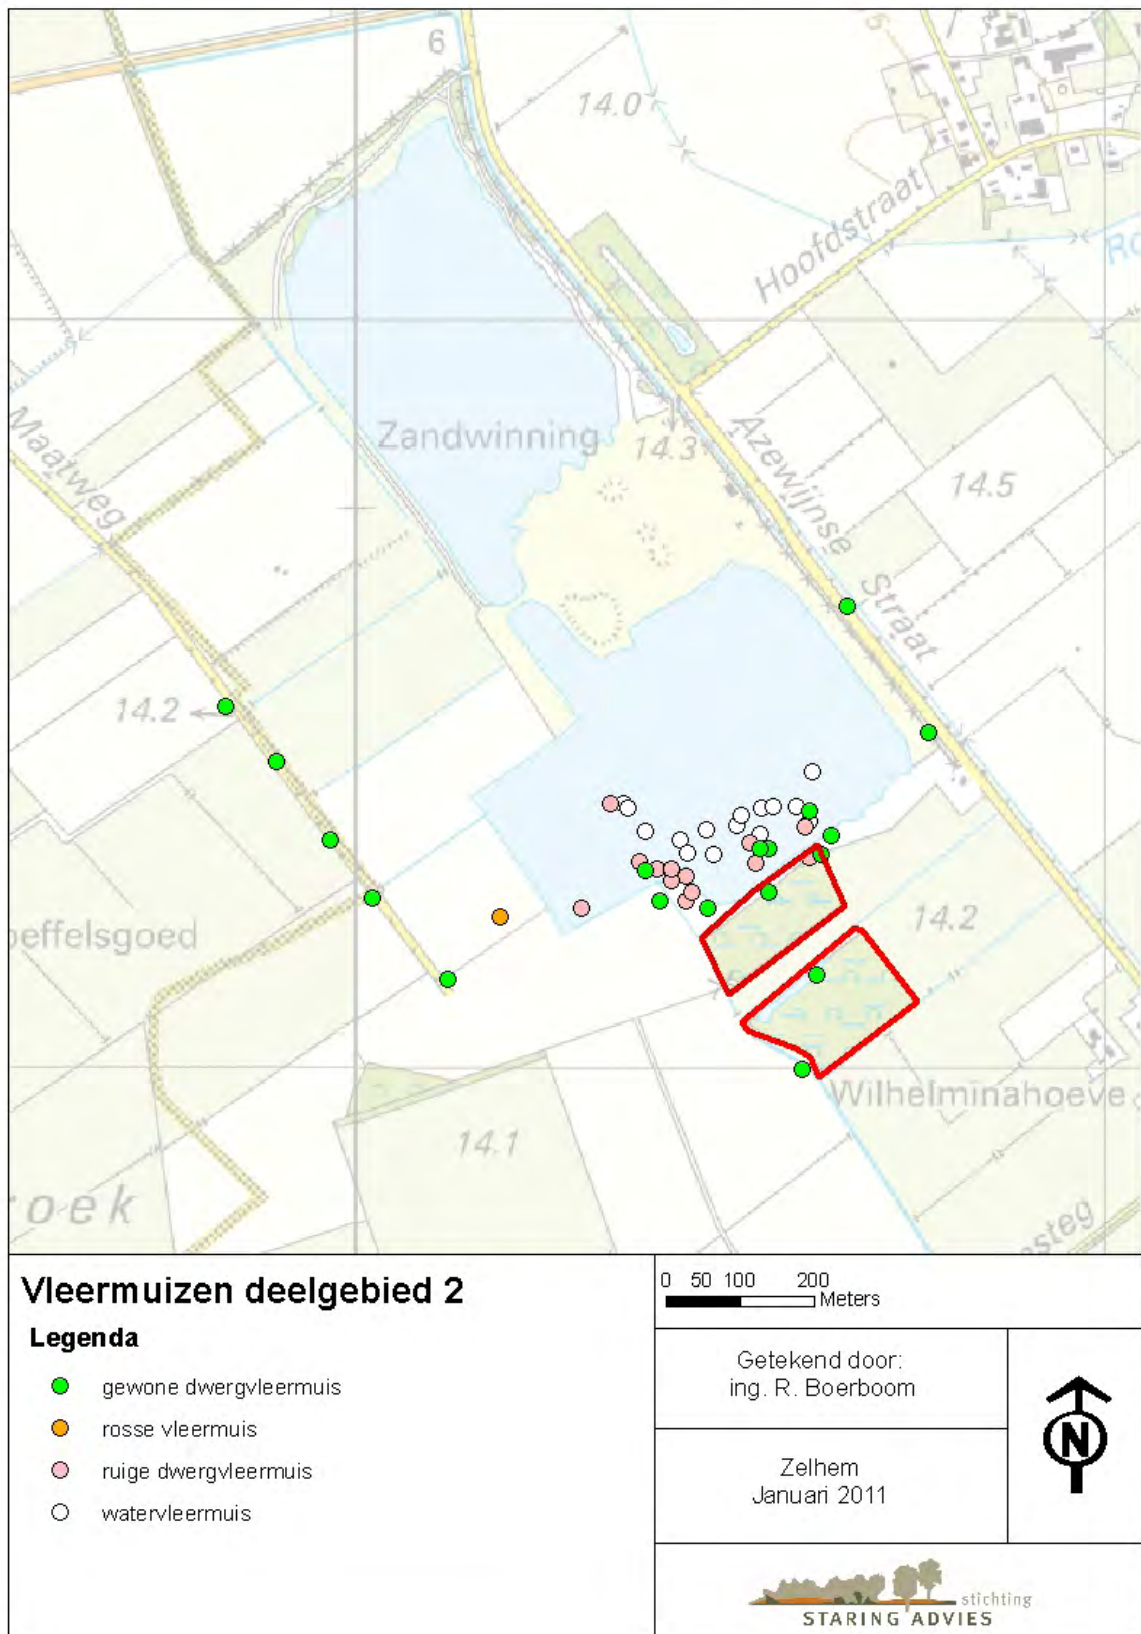 6
14.0
Hoofdstraat
Ro
Maatweg
Zandwinning
14.3
Azewijnse
Straat
14.5
14.2
oeffelsgoed
14.2
Wilhelminahoeve
14.1
roek
steg
Vleermuizen deelgebied 2
Legenda
gewone dwergvleermuis
rosse vleermuis
ruige dwergvleermuis
watervleermuis
0 50 100 200
Meters
Getekend door:
ing. R. Boerboom
Zelhem
Januari 2011
N
stichting
STARING ADVIES